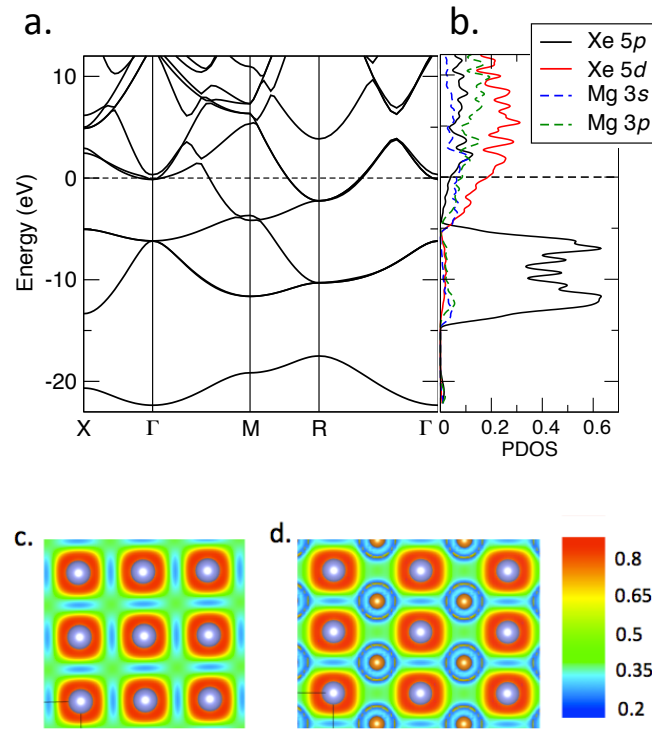 a.
b.
Xe 5p
Xe 5d
Mg 3s
Mg 3p
10
0
-10
-20
Energy (eV)
X Γ M R Γ
0 0.2 0.4 0.6
PDOS
c.
d.
0.8
0.65
0.5
0.35
0.2